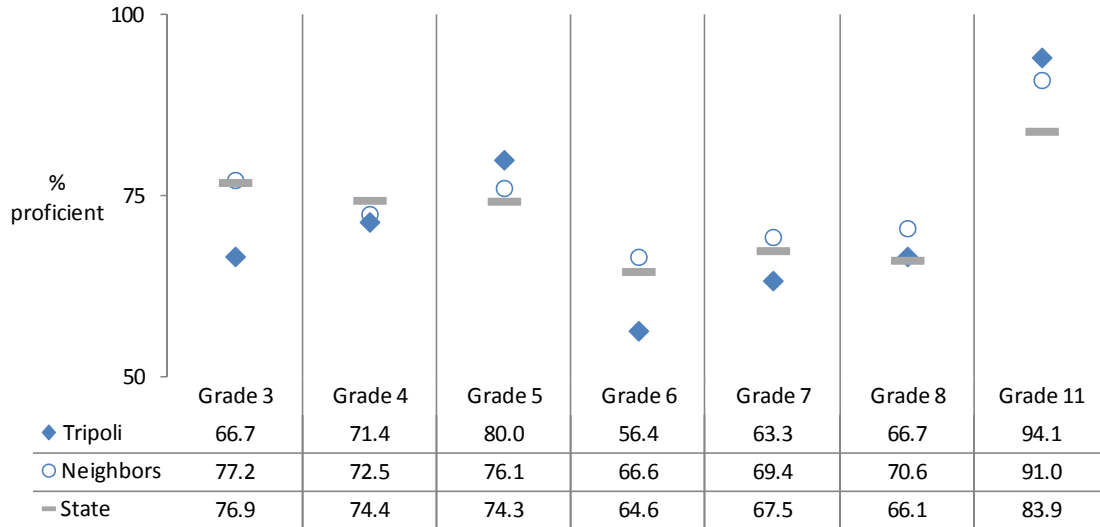 100
% proficient
75
50
Grade 3 Grade 4 Grade 5 Grade 6 Grade 7 Grade 8 Grade 11
Tripoli 66.7 71.4 80.0 56.4 63.3 66.7 94.1
Neighbors 77.2 72.5 76.1 66.6 69.4 70.6 91.0
State 76.9 74.4 74.3 64.6 67.5 66.1 83.9